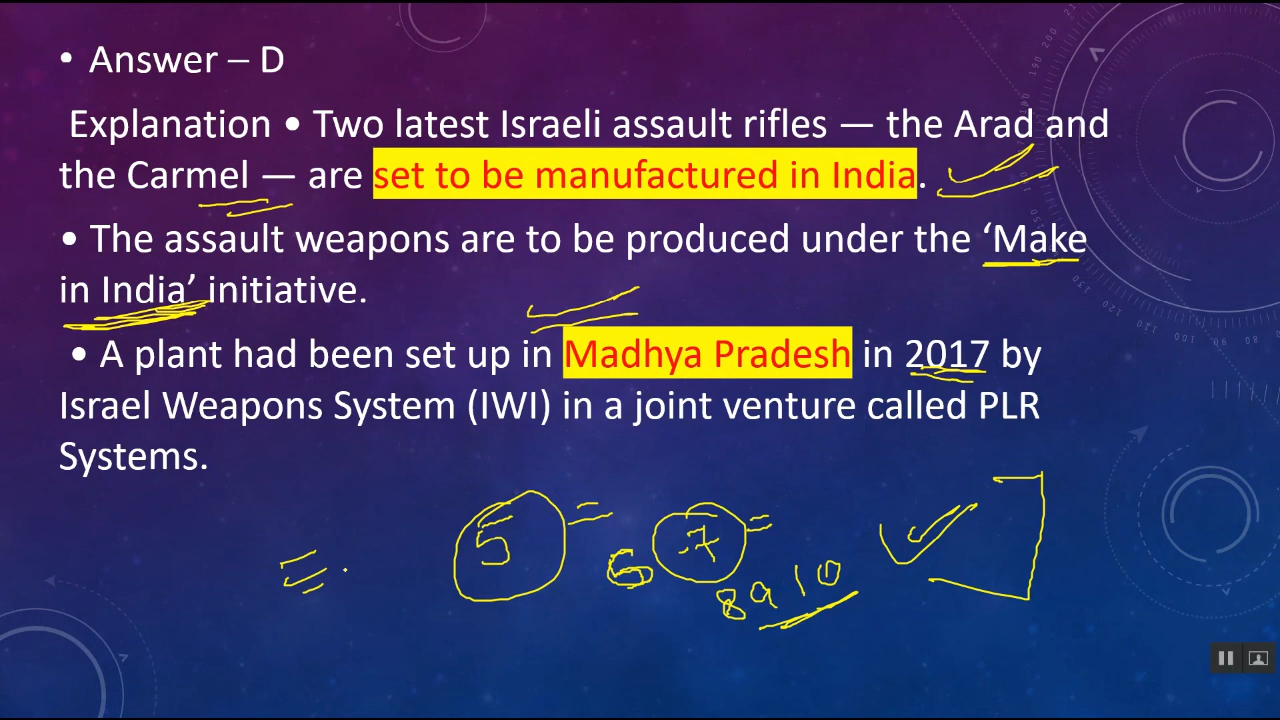 • Answer – D
Explanation • Two latest Israeli assault rifles — the Arad and
the Carmel — are set to be manufactured in India.
• The assault weapons are to be produced under the ‘Make
in India’ initiative.
• A plant had been set up in Madhya Pradesh in 2017 by
Israel Weapons System (IWI) in a joint venture called PLR
Systems.
5 = 6 7 =
8 9 10